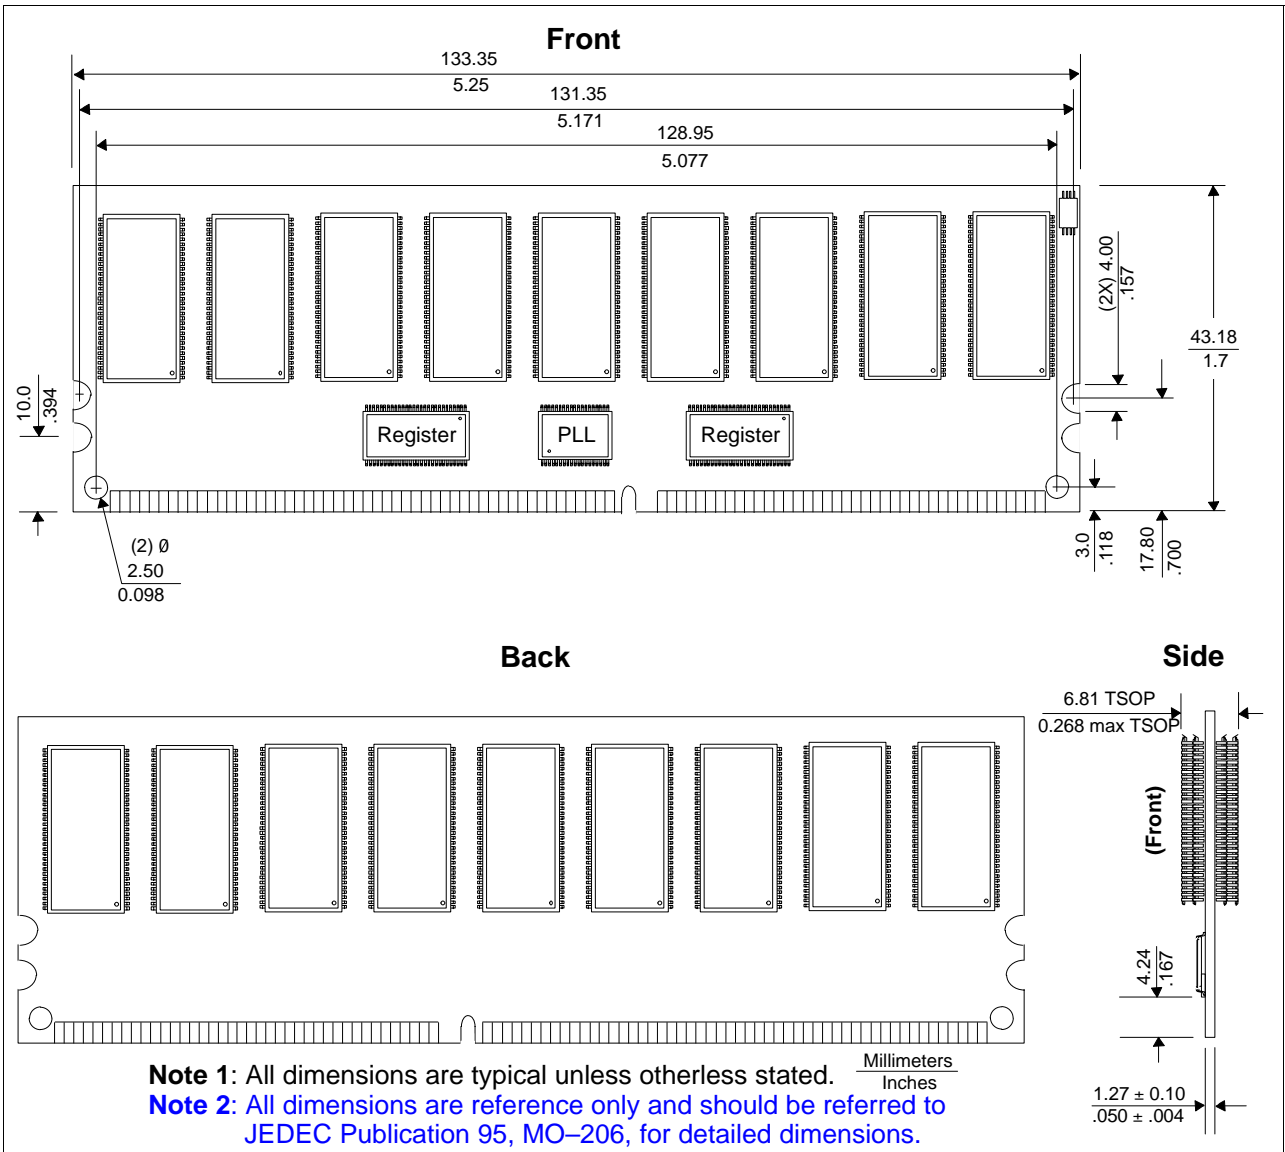 Front
133.35
5.25
131.35
5.171
128.95
5.077
(2X) 4.00
.157
43.18
1.7
10.0
.394
Register
PLL
Register
(2) Ø
2.50
0.098
3.0
.118
17.80
.700
Back
Side
6.81 TSOP
0.268 max TSOP
(Front)
4.24
.167
Note 1: All dimensions are typical unless otherless stated.
Millimeters
Inches
Note 2: All dimensions are reference only and should be referred to
JEDEC Publication 95, MO–206, for detailed dimensions.
1.27 ± 0.10
.050 ± .004